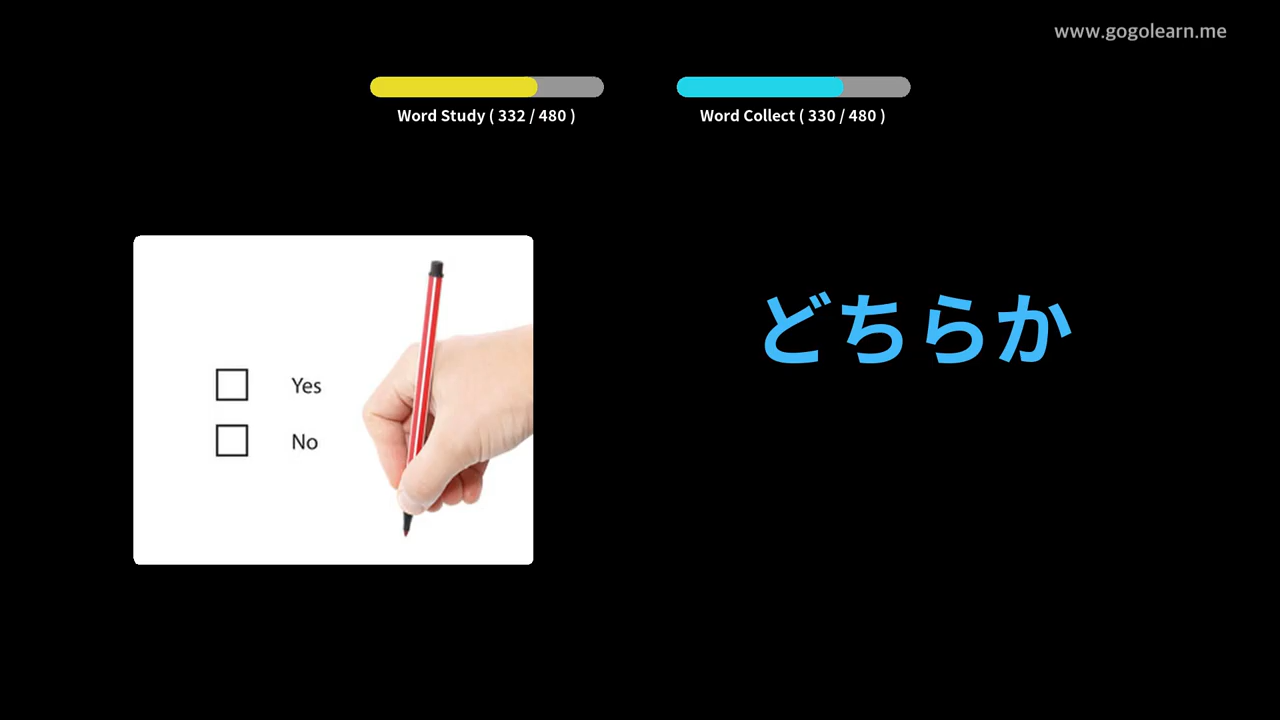 www.gogolearn.me
Word Study ( 332 / 480 )
Word Collect ( 330 / 480 )
どちらか
Yes
No